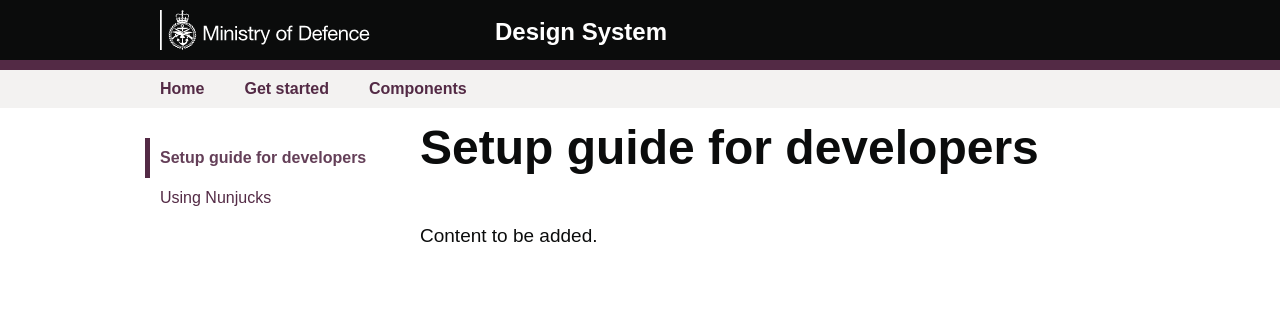 Ministry of Defence
Design System
Home
Get started
Components
Setup guide for developers
Using Nunjucks
Setup guide for developers
Content to be added.